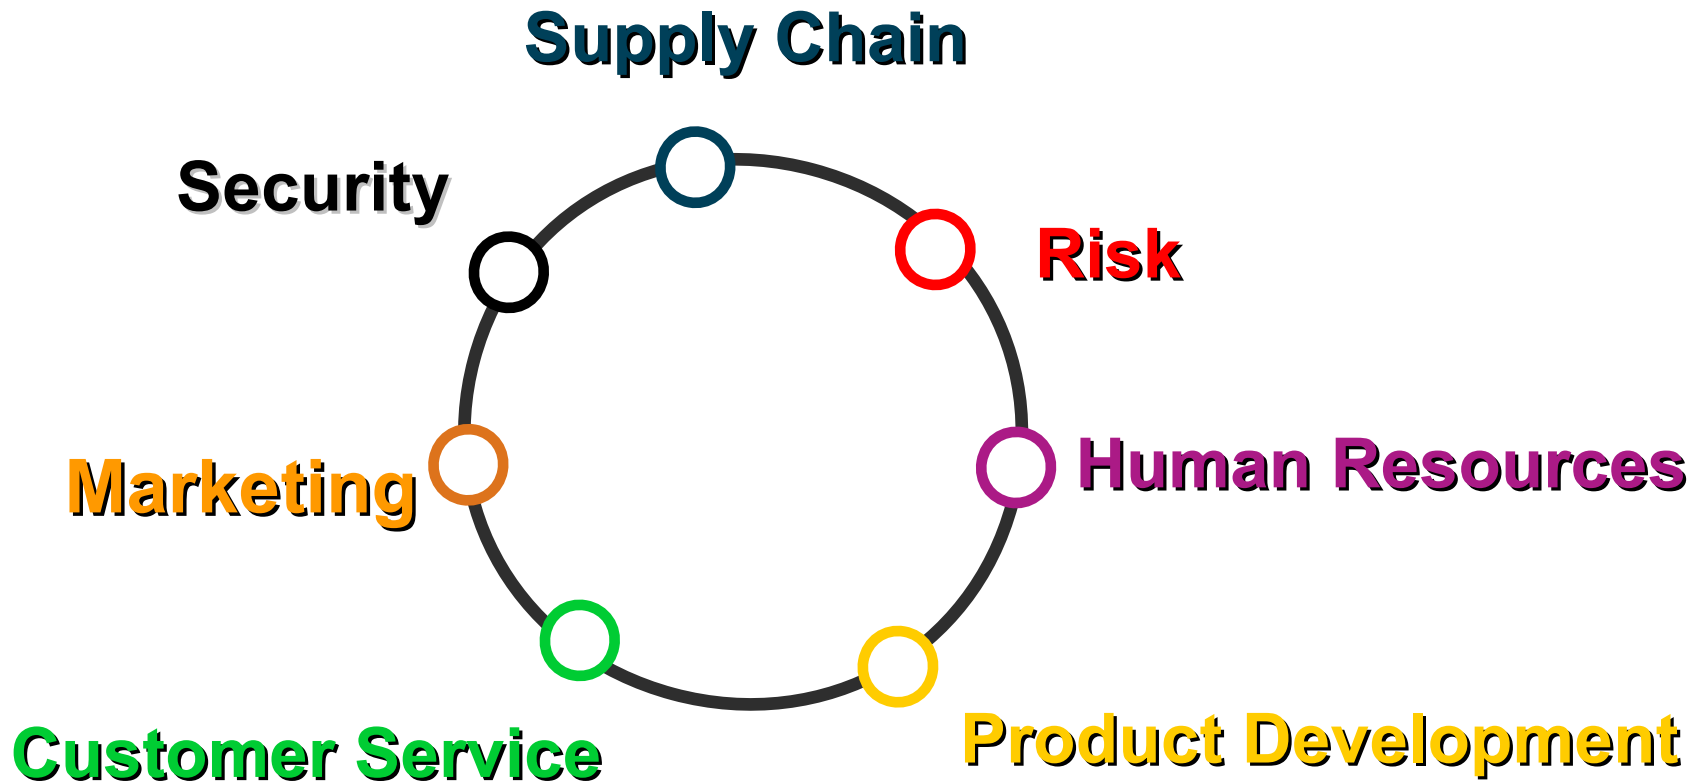 Supply Chain
Security
Risk
Human Resources
Marketing
Product Development
Customer Service